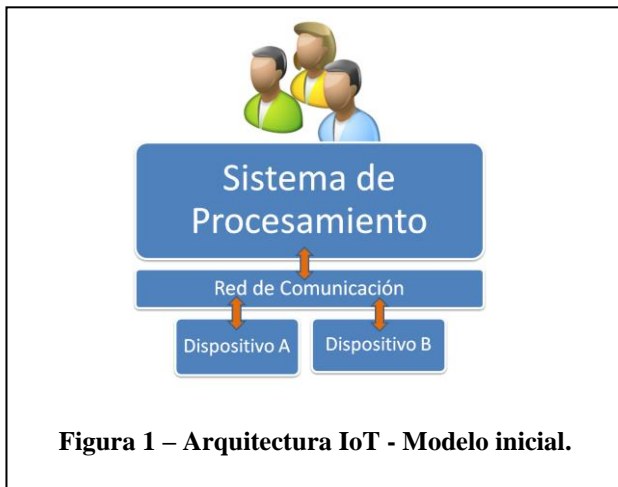 Sistema de
Procesamiento
Red de Comunicación
Dispositivo A
Dispositivo B
Figura 1 – Arquitectura IoT - Modelo inicial.